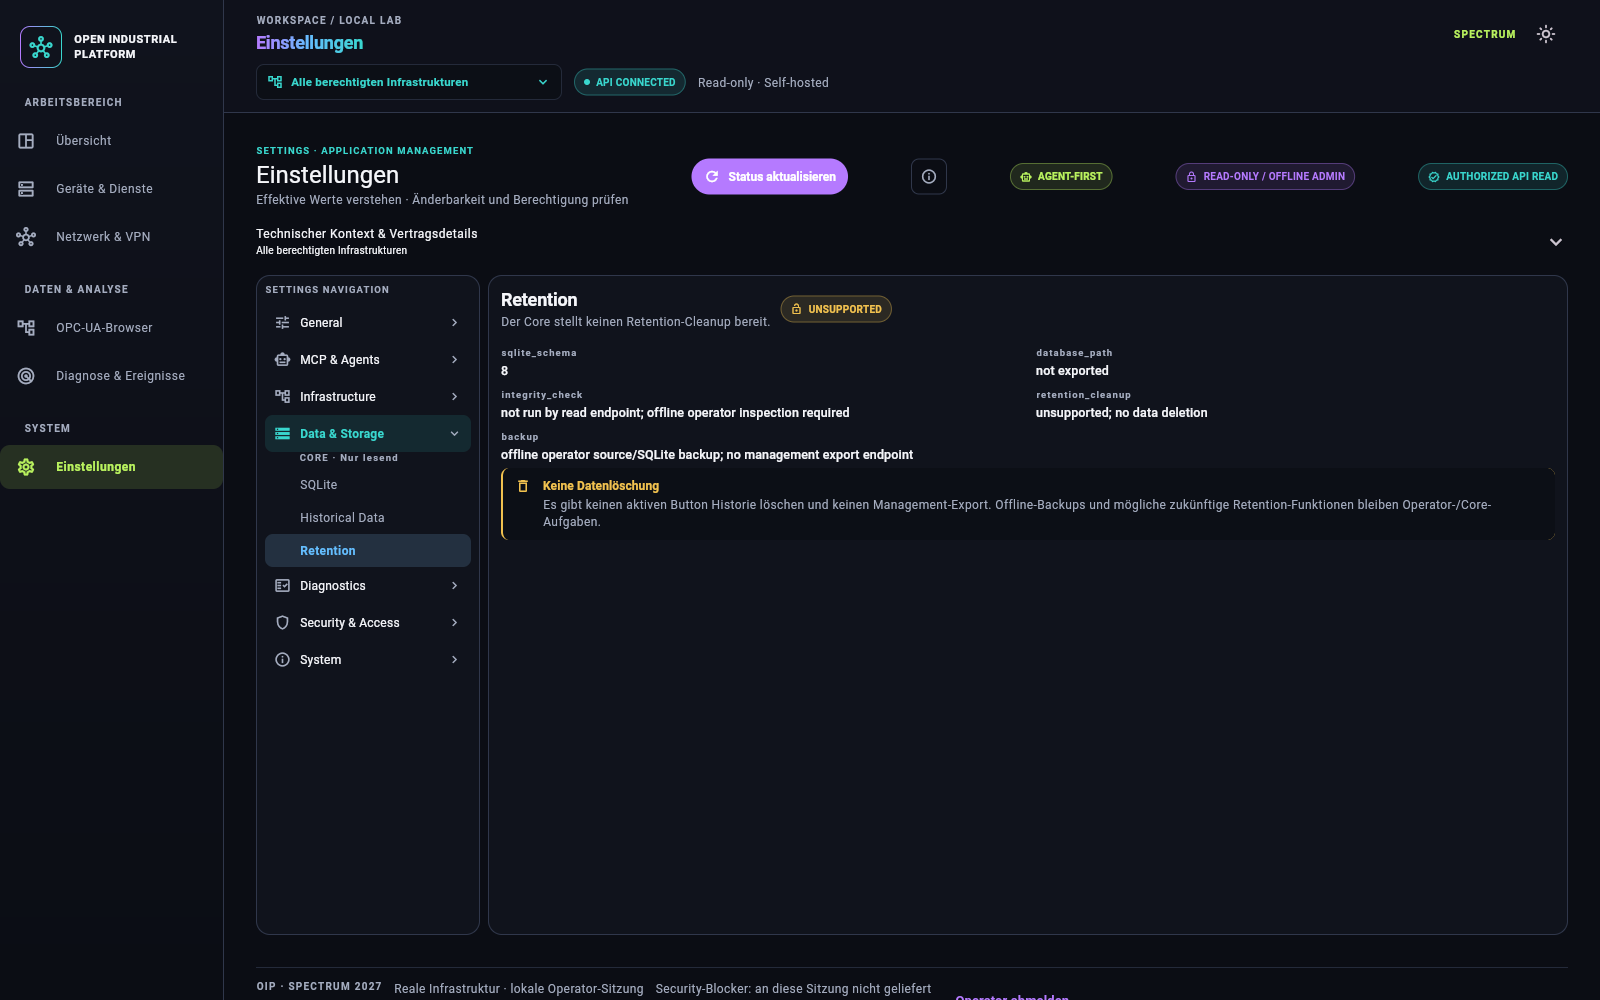 OPEN INDUSTRIAL
PLATFORM
ARBEITSBEREICH
Übersicht
Geräte & Dienste
Netzwerk & VPN
DATEN & ANALYSE
OPC-UA-Browser
Diagnose & Ereignisse
SYSTEM
Einstellungen
WORKSPACE / LOCAL LAB
Einstellungen
SPECTRUM
Alle berechtigten Infrastrukturen
API CONNECTED
Read-only · Self-hosted
SETTINGS · APPLICATION MANAGEMENT
Einstellungen
Effektive Werte verstehen · Änderbarkeit und Berechtigung prüfen
Status aktualisieren
AGENT-FIRST
READ-ONLY / OFFLINE ADMIN
AUTHORIZED API READ
Technischer Kontext & Vertragsdetails
Alle berechtigten Infrastrukturen
SETTINGS NAVIGATION
General
MCP & Agents
Infrastructure
Data & Storage
CORE · Nur lesend
SQLite
Historical Data
Retention
Diagnostics
Security & Access
System
Retention
Der Core stellt keinen Retention-Cleanup bereit.
UNSUPPORTED
sqlite_schema
8
database_path
not exported
integrity_check
not run by read endpoint; offline operator inspection required
retention_cleanup
unsupported; no data deletion
backup
offline operator source/SQLite backup; no management export endpoint
Keine Datenlöschung
Es gibt keinen aktiven Button Historie löschen und keinen Management-Export. Offline-Backups und mögliche zukünftige Retention-Funktionen bleiben Operator-/Core-
Aufgaben.
OIP · SPECTRUM 2027
Reale Infrastruktur · lokale Operator-Sitzung
Security-Blocker: an diese Sitzung nicht geliefert
Operator abmelden